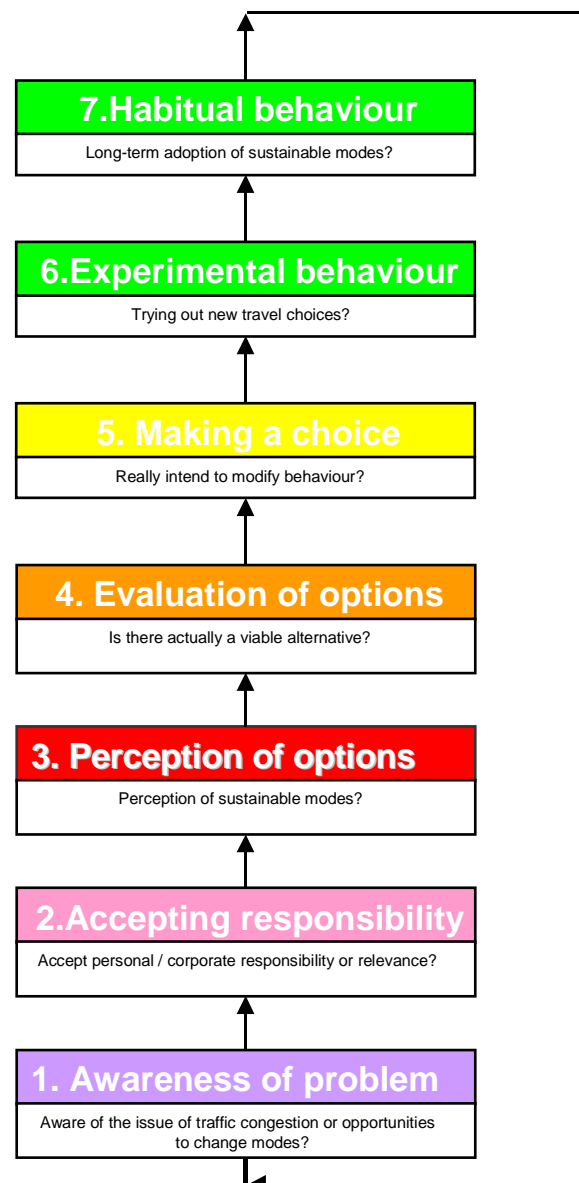 7.Habitual behaviour
Long-term adoption of sustainable modes?
6.Experimental behaviour
Trying out new travel choices?
5. Making a choice
Really intend to modify behaviour?
4. Evaluation of options
Is there actually a viable alternative?
3. Perception of options
Perception of sustainable modes?
2.Accepting responsibility
Accept personal / corporate responsibility or relevance?
1. Awareness of problem
Aware of the issue of traffic congestion or opportunities
to change modes?